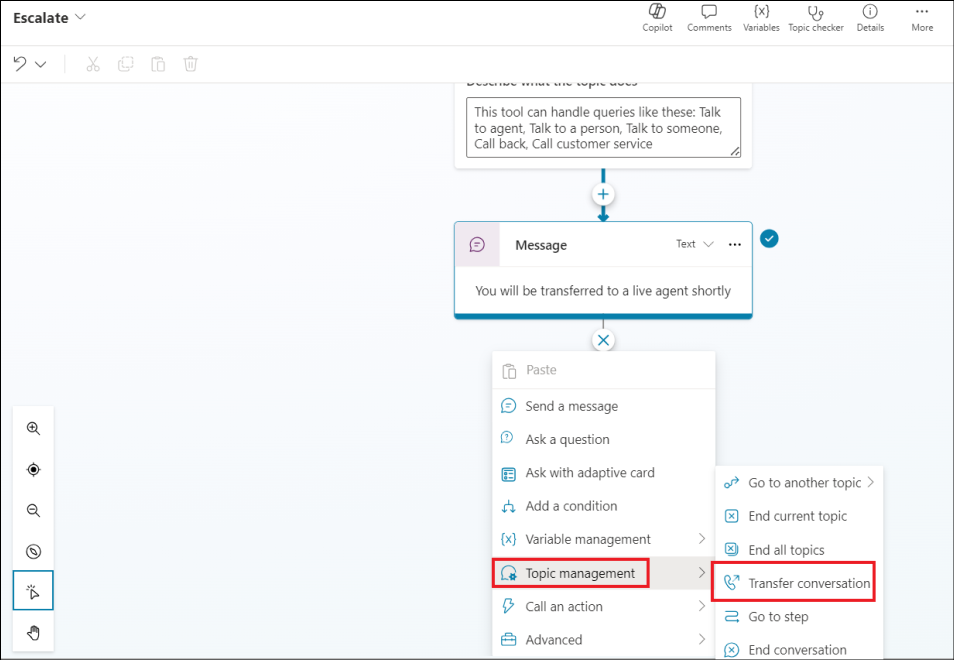 Escalate
Copilot
Comments
{x}
Variables
Topic checker
Details
More
Describe what the topic does
This tool can handle queries like these: Talk
to agent, Talk to a person, Talk to someone,
Call back, Call customer service
Message
Text
You will be transferred to a live agent shortly
Paste
Send a message
Ask a question
Ask with adaptive card
Add a condition
{x} Variable management
Topic management
Call an action
Advanced
Go to another topic
End current topic
End all topics
Transfer conversation
Go to step
End conversation